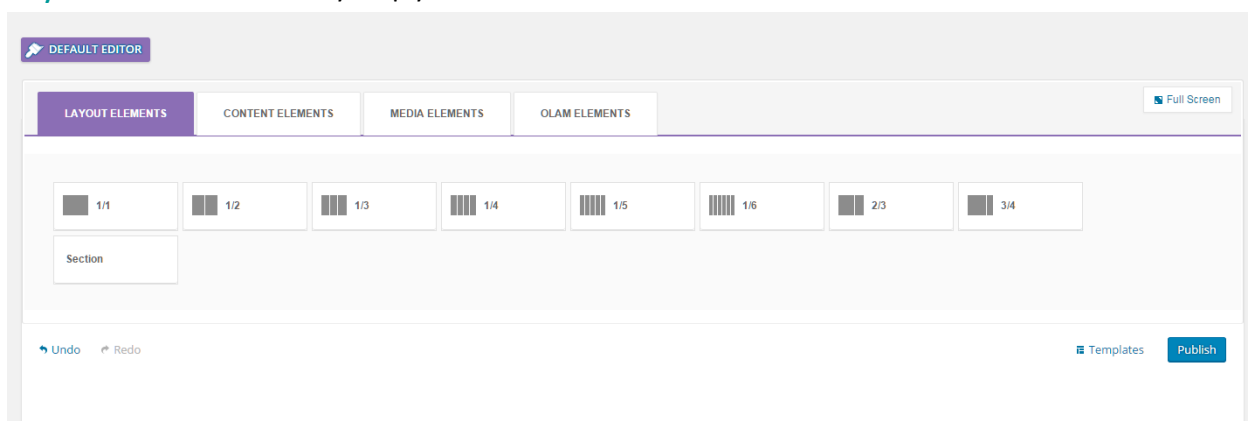 DEFAULT EDITOR
LAYOUT ELEMENTS CONTENT ELEMENTS MEDIA ELEMENTS OLAM ELEMENTS Full Screen
1/1 1/2 1/3 1/4 1/5 1/6 2/3 3/4
Section
Undo Redo Templates Publish